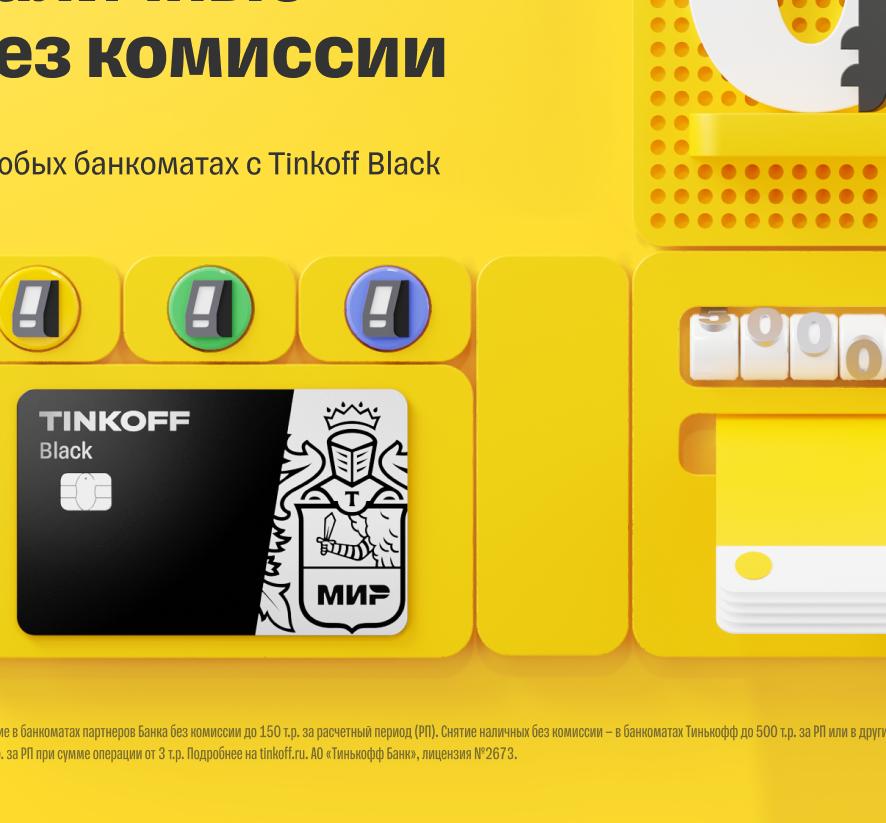 ез комиссии
обых банкоматах с Tinkoff Black
5000
TINKOFF
Black
Т
МИР
ие в банкоматах партнеров Банка без комиссии до 150 т.р. за расчетный период (РП). Снятие наличных без комиссии – в банкоматах Тинькофф до 500 т.р. за РП или в други
. за РП при сумме операции от 3 т.р. Подробнее на tinkoff.ru. АО «Тинькофф Банк», лицензия №2673.